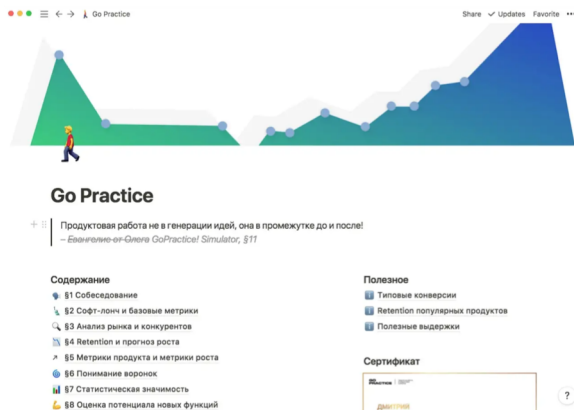 Go Practice
Share ✓ Updates Favorite •••
Go Practice
Продуктовая работа не в генерации идей, она в промежутке до и после!
– Евангелие от Олега GoPractice! Simulator, §11
Содержание
§1 Собеседование
§2 Софт-лонч и базовые метрики
§3 Анализ рынка и конкурентов
§4 Retention и прогноз роста
§5 Метрики продукта и метрики роста
§6 Понимание воронок
§7 Статистическая значимость
§8 Оценка потенциала новых функций
Полезное
Типовые конверсии
Retention популярных продуктов
Полезные выдержки
Сертификат
GO
PRACTICE
ДМИТРИЙ
?